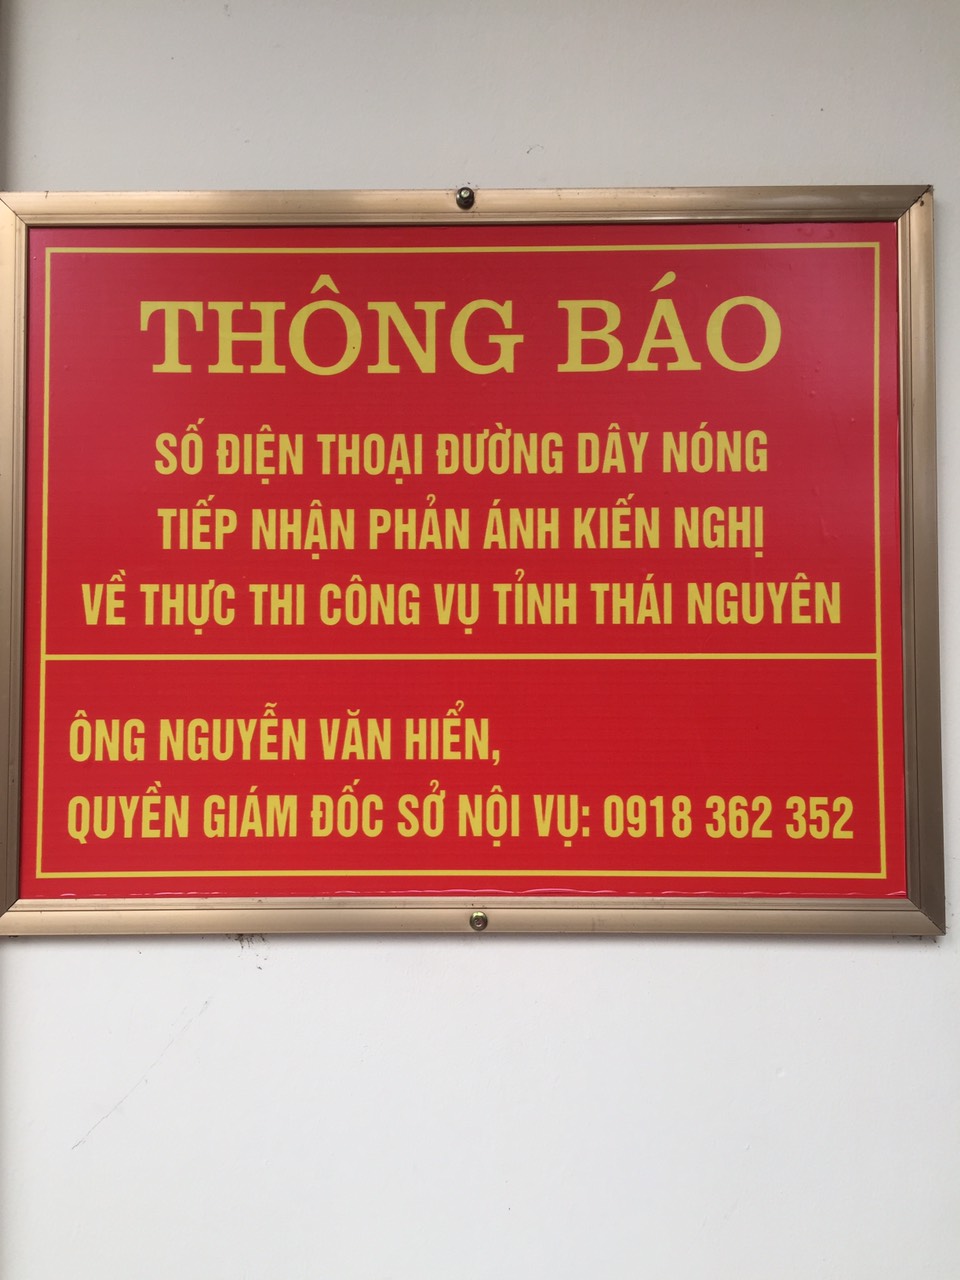 THÔNG BÁO
SỐ ĐIỆN THOẠI ĐƯỜNG DÂY NÓNG
TIẾP NHẬN PHẢN ÁNH KIẾN NGHỊ
VỀ THỰC THI CÔNG VỤ TỈNH THÁI NGUYÊN
ÔNG NGUYỄN VĂN HIỂN,
QUYỀN GIÁM ĐỐC SỞ NỘI VỤ: 0918 362 352